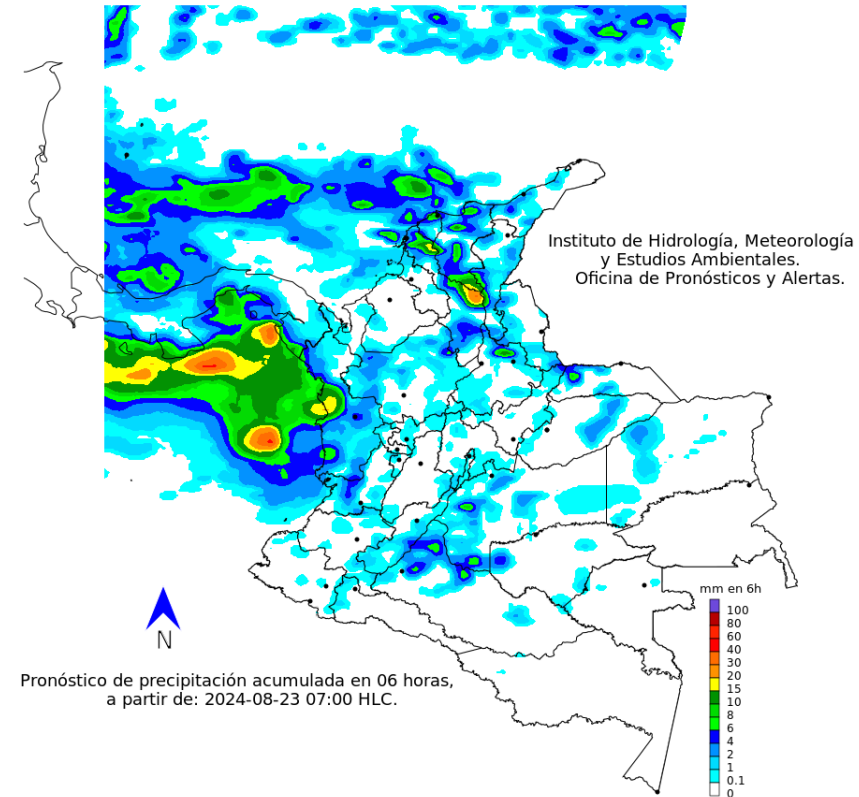 Instituto de Hidrología, Meteorología
y Estudios Ambientales.
Oficina de Pronósticos y Alertas.
mm en 6h
100
80
60
40
30
20
15
10
8
6
4
2
1
0.1
0
N
Pronóstico de precipitación acumulada en 06 horas,
a partir de: 2024-08-23 07:00 HLC.